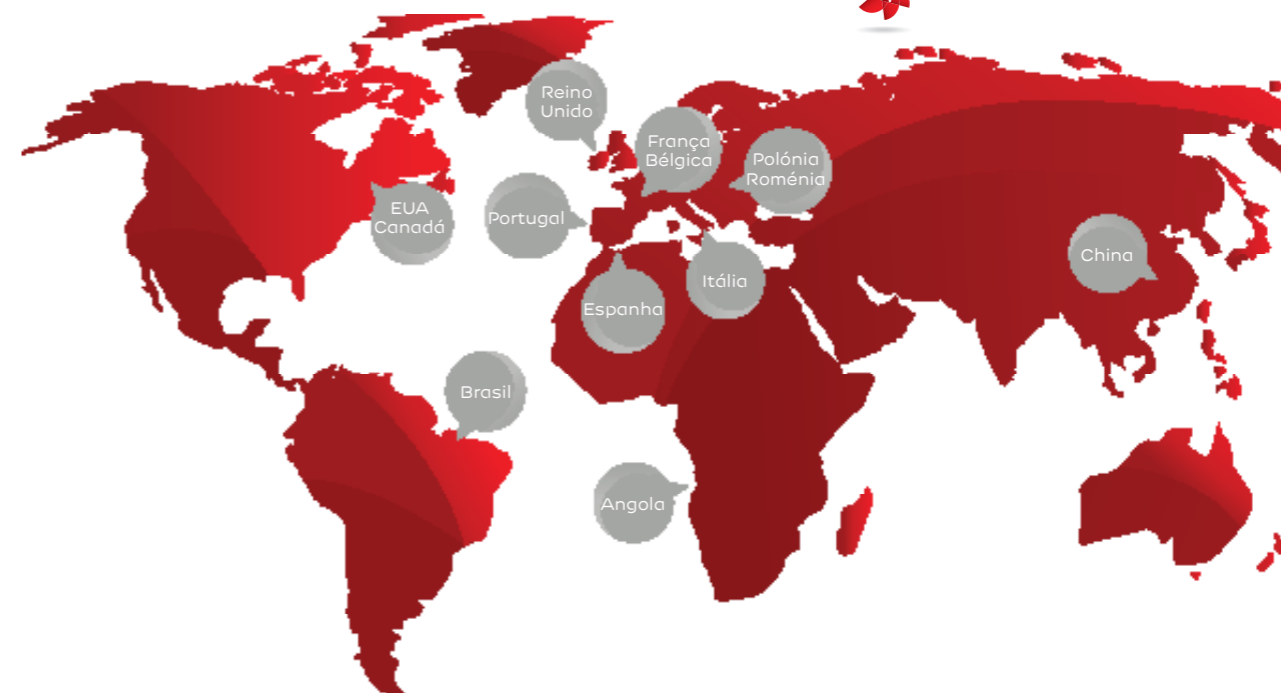 Reino
Unido
França
Bélgica
Polónia
Roménia
EUA
Canadá
Portugal
China
Itália
Espanha
Brasil
Angola